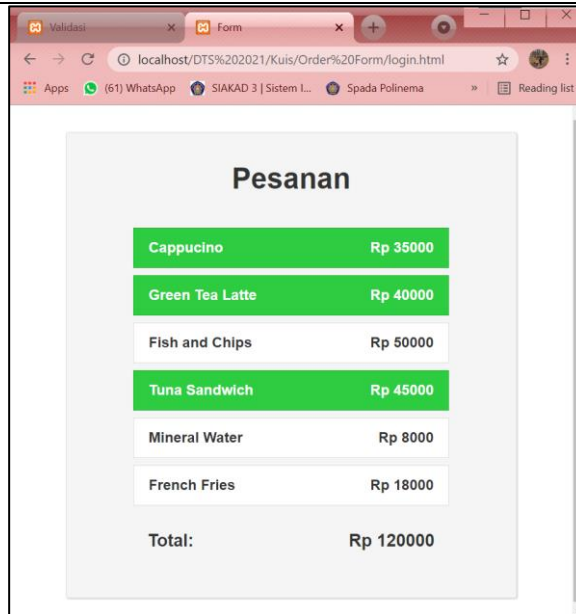 Validasi
Form
localhost/DTS%202021/Kuis/Order%20Form/login.html
Apps
(61) WhatsApp
SIAKAD 3 | Sistem I...
Spada Polinema
»
Reading list
Pesanan
Cappucino Rp 35000
Green Tea Latte Rp 40000
Fish and Chips Rp 50000
Tuna Sandwich Rp 45000
Mineral Water Rp 8000
French Fries Rp 18000
Total: Rp 120000